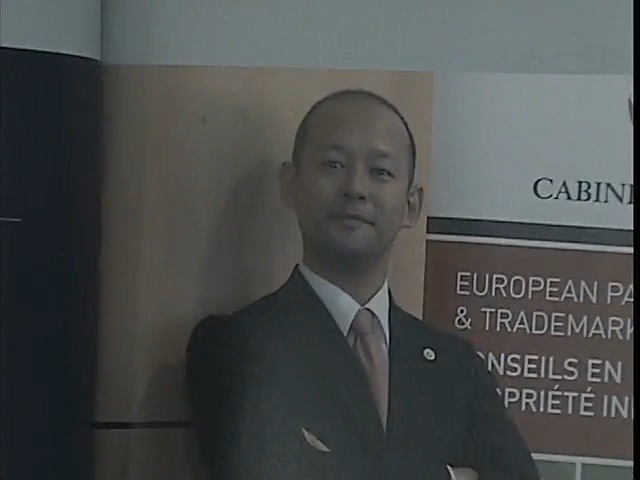 CABIN
EUROPEAN PA
& TRADEMARK
ONSEILS EN
PRIÉTÉ IN